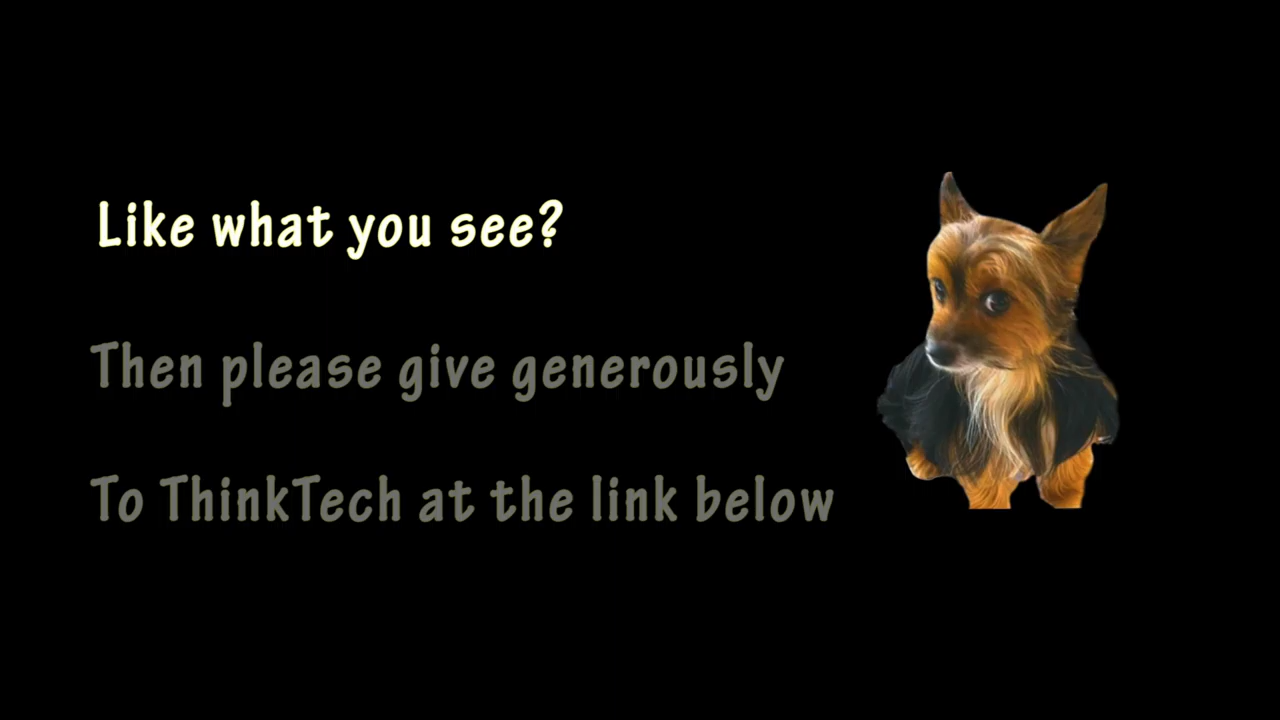 Like what you see?
Then please give generously
To ThinkTech at the link below